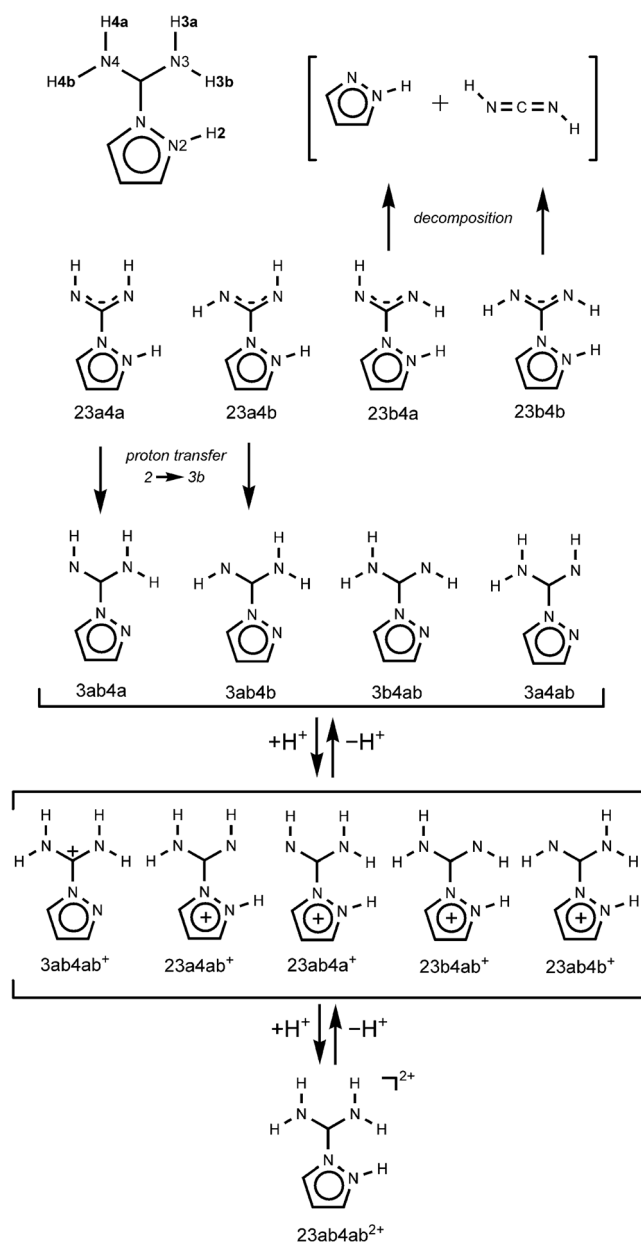 H4a H3a
N4 N3
H4b H3b
N H2
N2
N N H + H N C N H
decomposition
H H H H
N N H N N N N H H N N H
N N H N N H N N H N N H
23a4a 23a4b 23b4a 23b4b
proton transfer
2 3b
H H H H H H
N N H H N N H H N N H H N N
N N N N N N N N
3ab4a 3ab4b 3b4ab 3a4ab
+H⁺ −H⁺
H H H H H H H H
H N + N H H N N N N H H N N H H N N H
N N N N H N N H N N H N N H
+ + + +
3ab4ab⁺ 23a4ab⁺ 23ab4a⁺ 23b4ab⁺ 23ab4b⁺
+H⁺ −H⁺
H H 2+
H N N H
N N H
23ab4ab²⁺